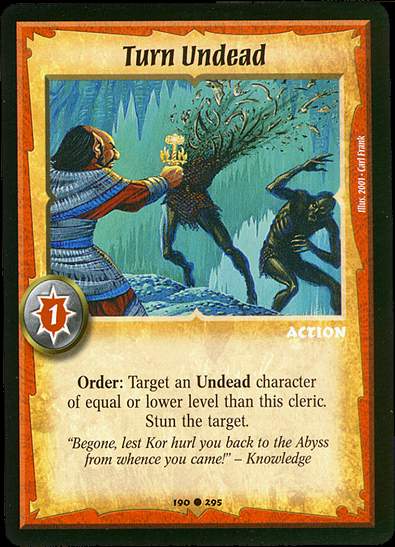 Turn Undead
Illus. 2001 · Carl Frank
1
ACTION
Order: Target an Undead character
of equal or lower level than this cleric.
Stun the target.
“Begone, lest Kor hurl you back to the Abyss
from whence you came!” – Knowledge
190 ● 295